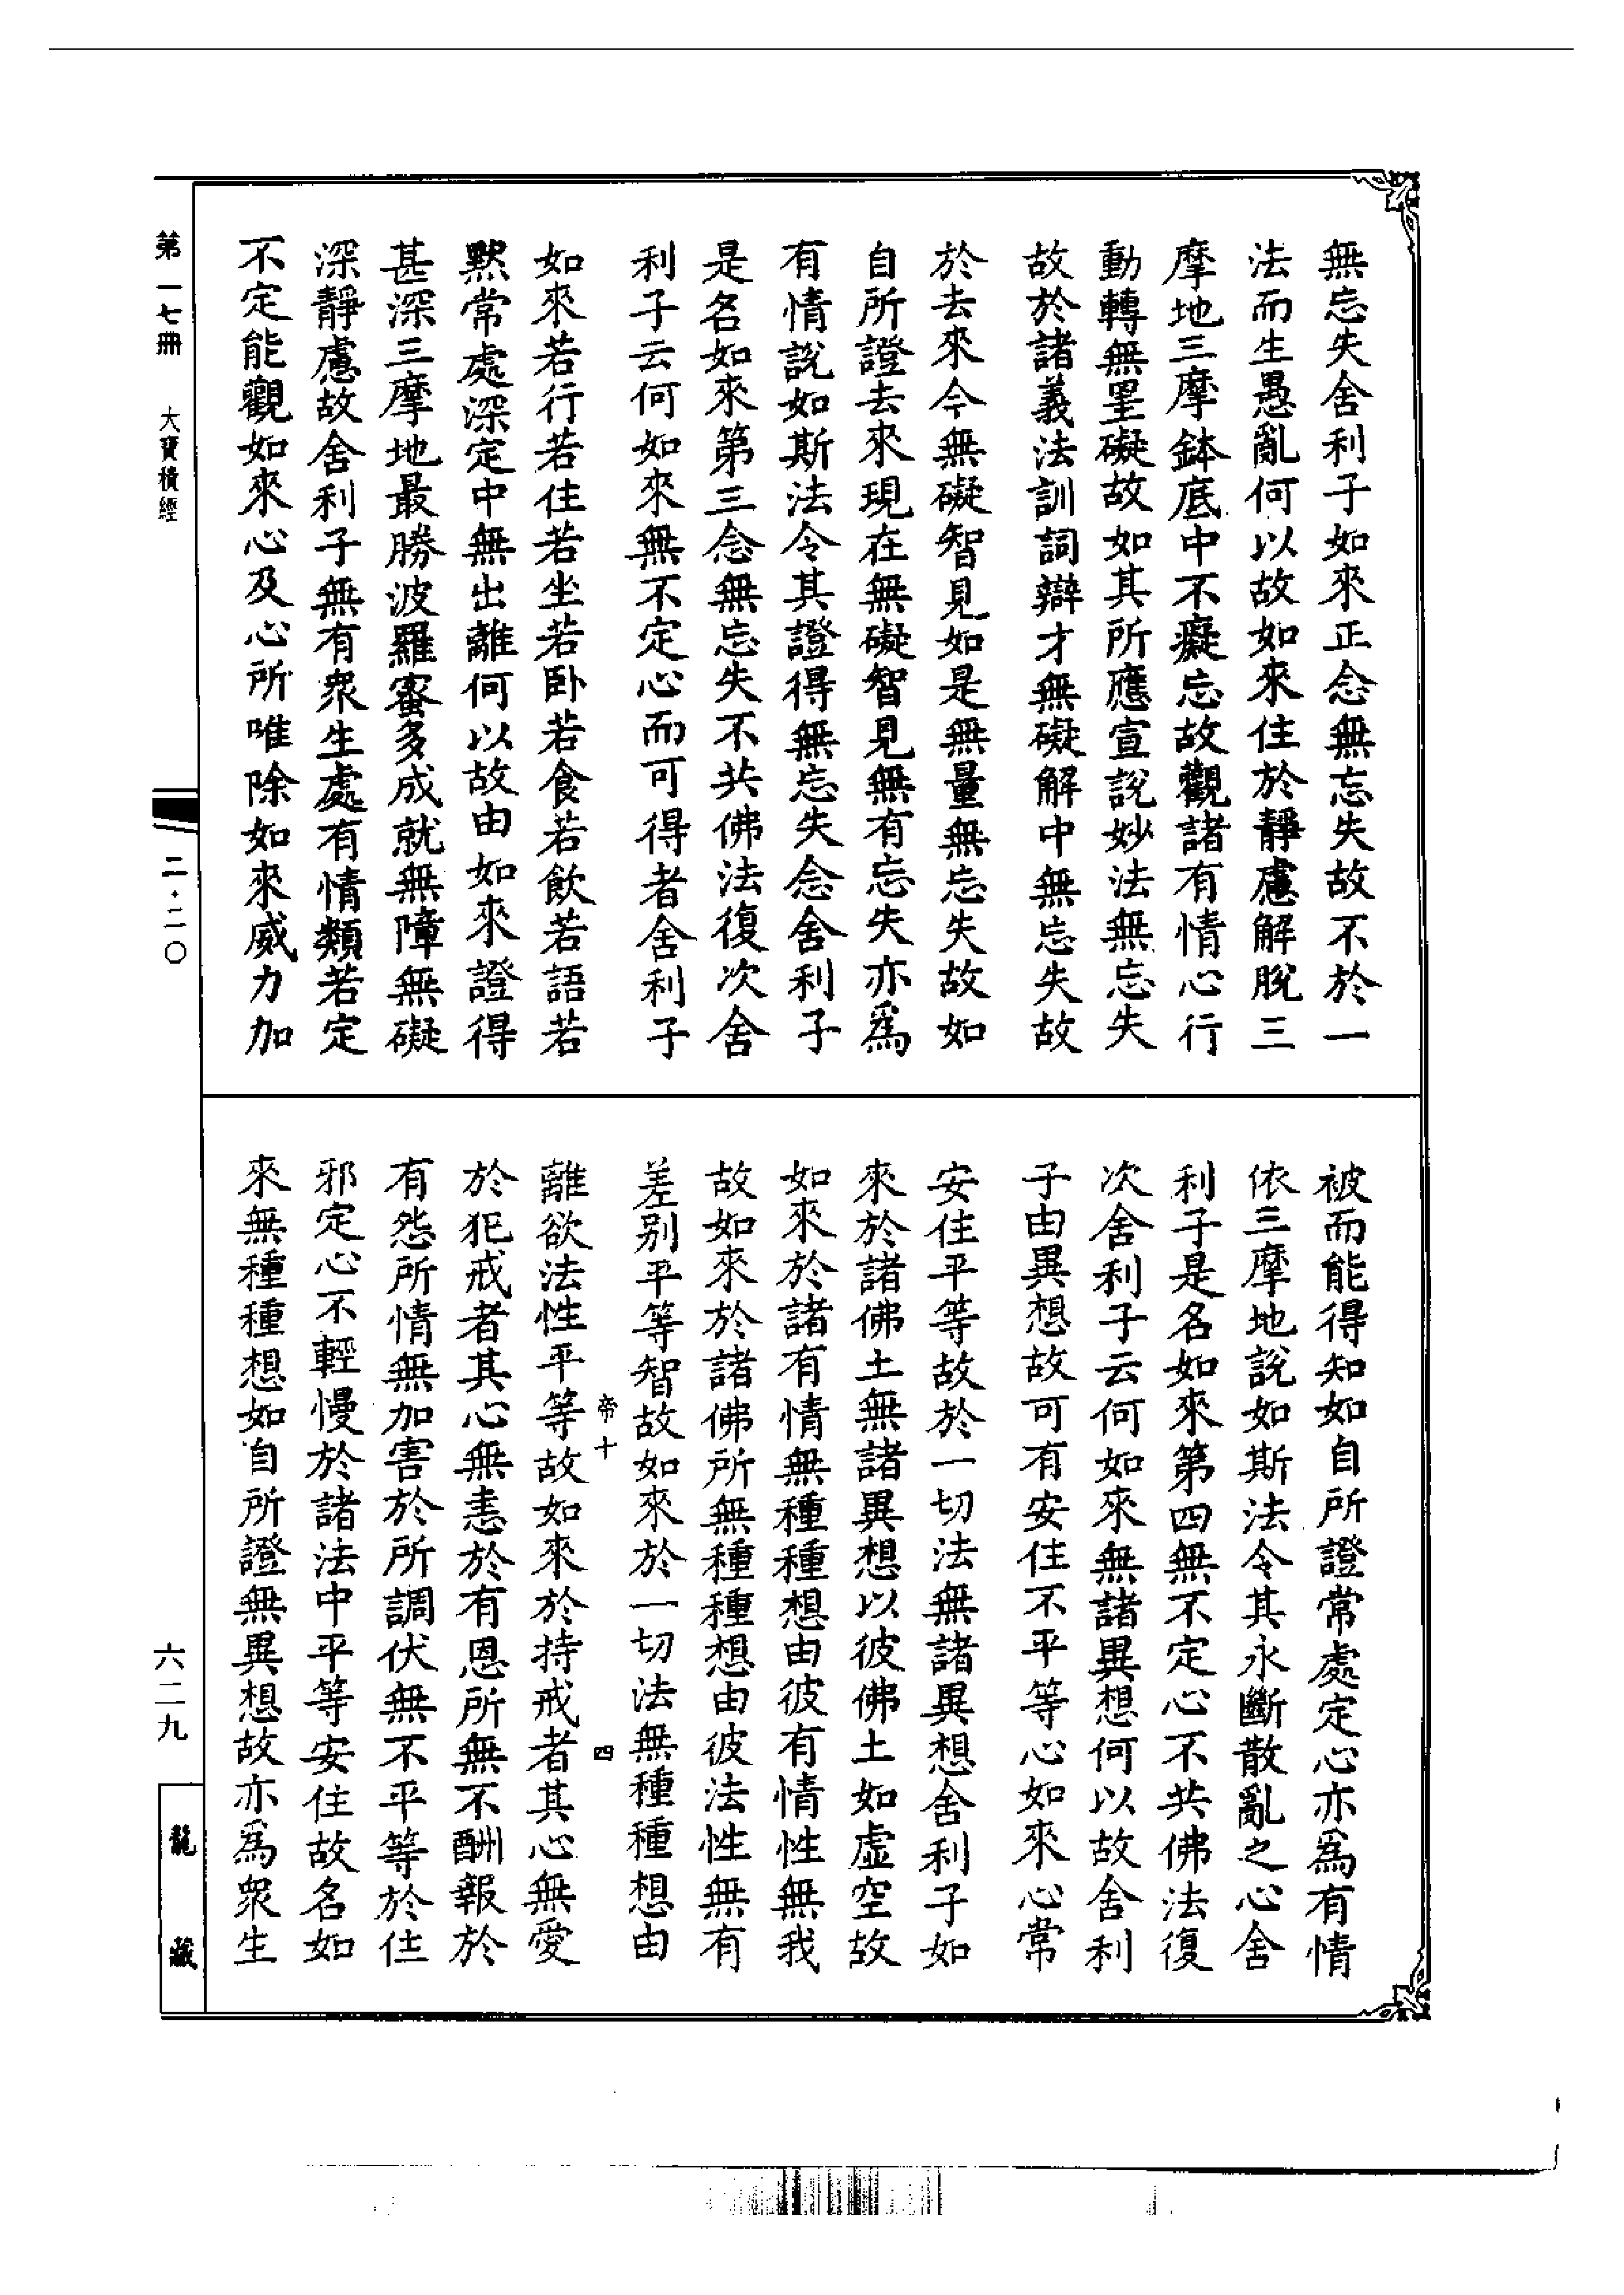 無忘失舍利子如來正念無忘失故不於一
法而生愚亂何以故如來住於靜慮解脫三
摩地三摩鉢底中不癡忘故觀諸有情心行
動轉無罣礙故如其所應宣說妙法無忘失
故於諸義法訓詞辯才無礙解中無忘失故
於去來今無礙智見如是無量無忘失故如
自所證去來現在無礙智見無有忘失亦爲
有情說如斯法令其證得無忘失念舍利子
是名如來第三念無忘失不共佛法復次舍
利子云何如來無不定心而可得者舍利子
如來若行若住若坐若卧若食若飲若語若
默常處深定中無出離何以故由如來證得
甚深三摩地最勝波羅蜜多成就無障無礙
深靜慮故舍利子無有衆生處有情類若定
不定能觀如來心及心所唯除如來威力加
被而能得知如自所證常處定心亦爲有情
依三摩地說如斯法令其永斷散亂之心舍
利子是名如來第四無不定心不共佛法復
次舍利子云何如來無諸異想何以故舍利
子由異想故可有安住不平等心如來心常
安住平等故於一切法無諸異想舍利子如
來於諸佛土無諸異想以彼佛土如虛空故
如來於諸有情無種種想由彼有情性無我
故如來於諸佛所無種種想由彼法性無有
差别平等智故如來於一切法無種種想由
帝十 四
離欲法性平等故如來於持戒者其心無愛
於犯戒者其心無恚於有恩所無不酬報於
有怨所情無加害於所調伏無不平等於住
邪定心不輕慢於諸法中平等安住故名如
來無種種想如自所證無異想故亦爲衆生
第一七冊 大寶積經 二·二〇 六二九 龍藏